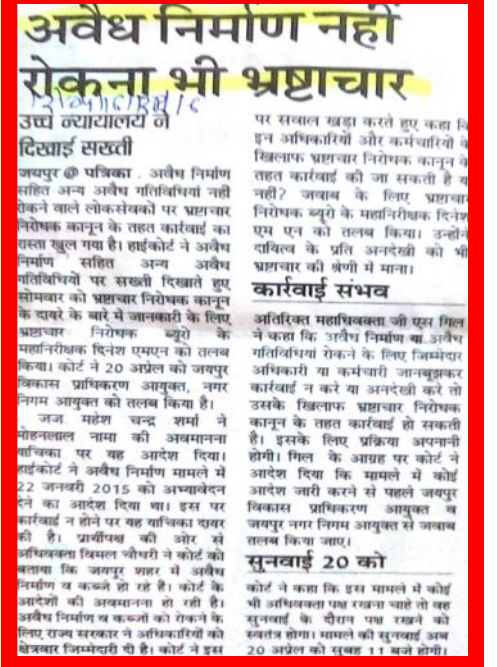 अवैध निर्माण नहीं
रोकना भी भ्रष्टाचार
उच्च न्यायालय ने
दिखाई सख्ती
जयपुर @ पत्रिका . अवैध निर्माण
सहित अन्य अवैध गतिविधियां नहीं
रोकने वाले लोकसेवकों पर भ्रष्टाचार
निरोधक कानून के तहत कार्रवाई का
रास्ता खुल गया है। हाईकोर्ट ने अवैध
निर्माण सहित अन्य अवैध
गतिविधियों पर सख्ती दिखाते हुए
सोमवार को भ्रष्टाचार निरोधक कानून
के दायरे के बारे में जानकारी के लिए
भ्रष्टाचार निरोधक ब्यूरो के
महानिरीक्षक दिनेश एमएन को तलब
किया। कोर्ट ने 20 अप्रेल को जयपुर
विकास प्राधिकरण आयुक्त, नगर
निगम आयुक्त को तलब किया है।
जज महेश चन्द्र शर्मा ने
मोहनलाल नामा की अवमानना
याचिका पर यह आदेश दिया।
हाईकोर्ट ने अवैध निर्माण मामले में
22 जनवरी 2015 को अभ्यावेदन
देने का आदेश दिया था। इस पर
कार्रवाई न होने पर यह याचिका दायर
की है। प्रार्थीपक्ष की ओर से
अधिवक्ता विमल चौधरी ने कोर्ट को
बताया कि जयपुर शहर में अवैध
निर्माण व कब्जे हो रहे है। कोर्ट के
आदेशों की अवमानना हो रही है।
अवैध निर्माण व कब्जों को रोकने के
लिए राज्य सरकार ने अधिकारियों को
क्षेत्रवार जिम्मेदारी दी है। कोर्ट ने इस
पर सवाल खड़ा करते हुए कहा कि
इन अधिकारियों और कर्मचारियों के
खिलाफ भ्रष्टाचार निरोधक कानून के
तहत कार्रवाई की जा सकती है या
नहीं? जवाब के लिए भ्रष्टाचार
निरोधक ब्यूरो के महानिरीक्षक दिनेश
एम एन को तलब किया। उन्होंने
दायित्व के प्रति अनदेखी को भी
भ्रष्टाचार की श्रेणी में माना।
कार्रवाई संभव
अतिरिक्त महाधिवक्ता जी एस गिल
ने कहा कि अवैध निर्माण या अवैध
गतिविधियां रोकने के लिए जिम्मेदार
अधिकारी या कर्मचारी जानबूझकर
कार्रवाई न करे या अनदेखी करे तो
उसके खिलाफ भ्रष्टाचार निरोधक
कानून के तहत कार्रवाई हो सकती
है। इसके लिए प्रक्रिया अपनानी
होगी। गिल के आग्रह पर कोर्ट ने
आदेश दिया कि मामले में कोई
आदेश जारी करने से पहले जयपुर
विकास प्राधिकरण आयुक्त व
जयपुर नगर निगम आयुक्त से जवाब
तलब किया जाए।
सुनवाई 20 को
कोर्ट ने कहा कि इस मामले में कोई
भी अधिवक्ता पक्ष रखना चाहे तो वह
सुनवाई के दौरान पक्ष रखने को
स्वतंत्र होगा। मामले की सुनवाई अब
20 अप्रेल को सुबह 11 बजे होगी।